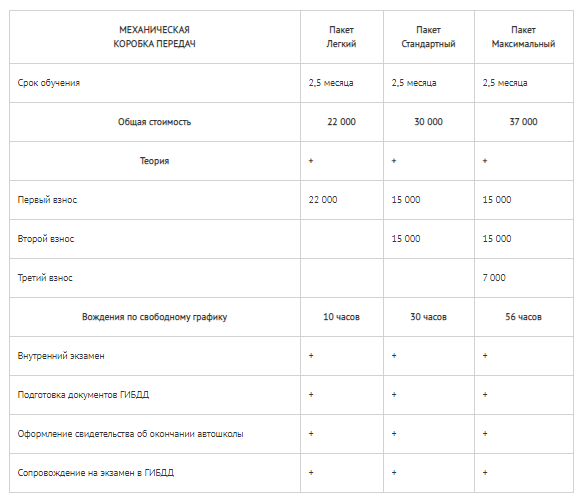 МЕХАНИЧЕСКАЯ
КОРОБКА ПЕРЕДАЧ
Пакет
Легкий
Пакет
Стандартный
Пакет
Максимальный
Срок обучения 2,5 месяца 2,5 месяца 2,5 месяца
Общая стоимость 22 000 30 000 37 000
Теория + + +
Первый взнос 22 000 15 000 15 000
Второй взнос 15 000 15 000
Третий взнос 7 000
Вождения по свободному графику 10 часов 30 часов 56 часов
Внутренний экзамен + + +
Подготовка документов ГИБДД + + +
Оформление свидетельства об окончании автошколы + + +
Сопровождение на экзамен в ГИБДД + + +